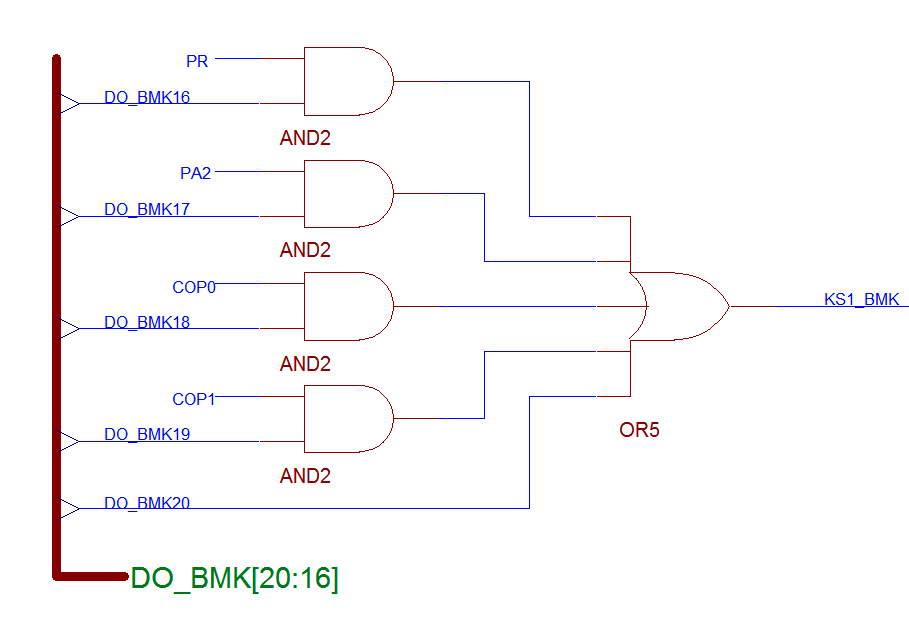 PR
DO_BMK16
AND2
PA2
DO_BMK17
AND2
COP0
DO_BMK18
KS1_BMK
AND2
COP1
DO_BMK19
OR5
AND2
DO_BMK20
DO_BMK[20:16]